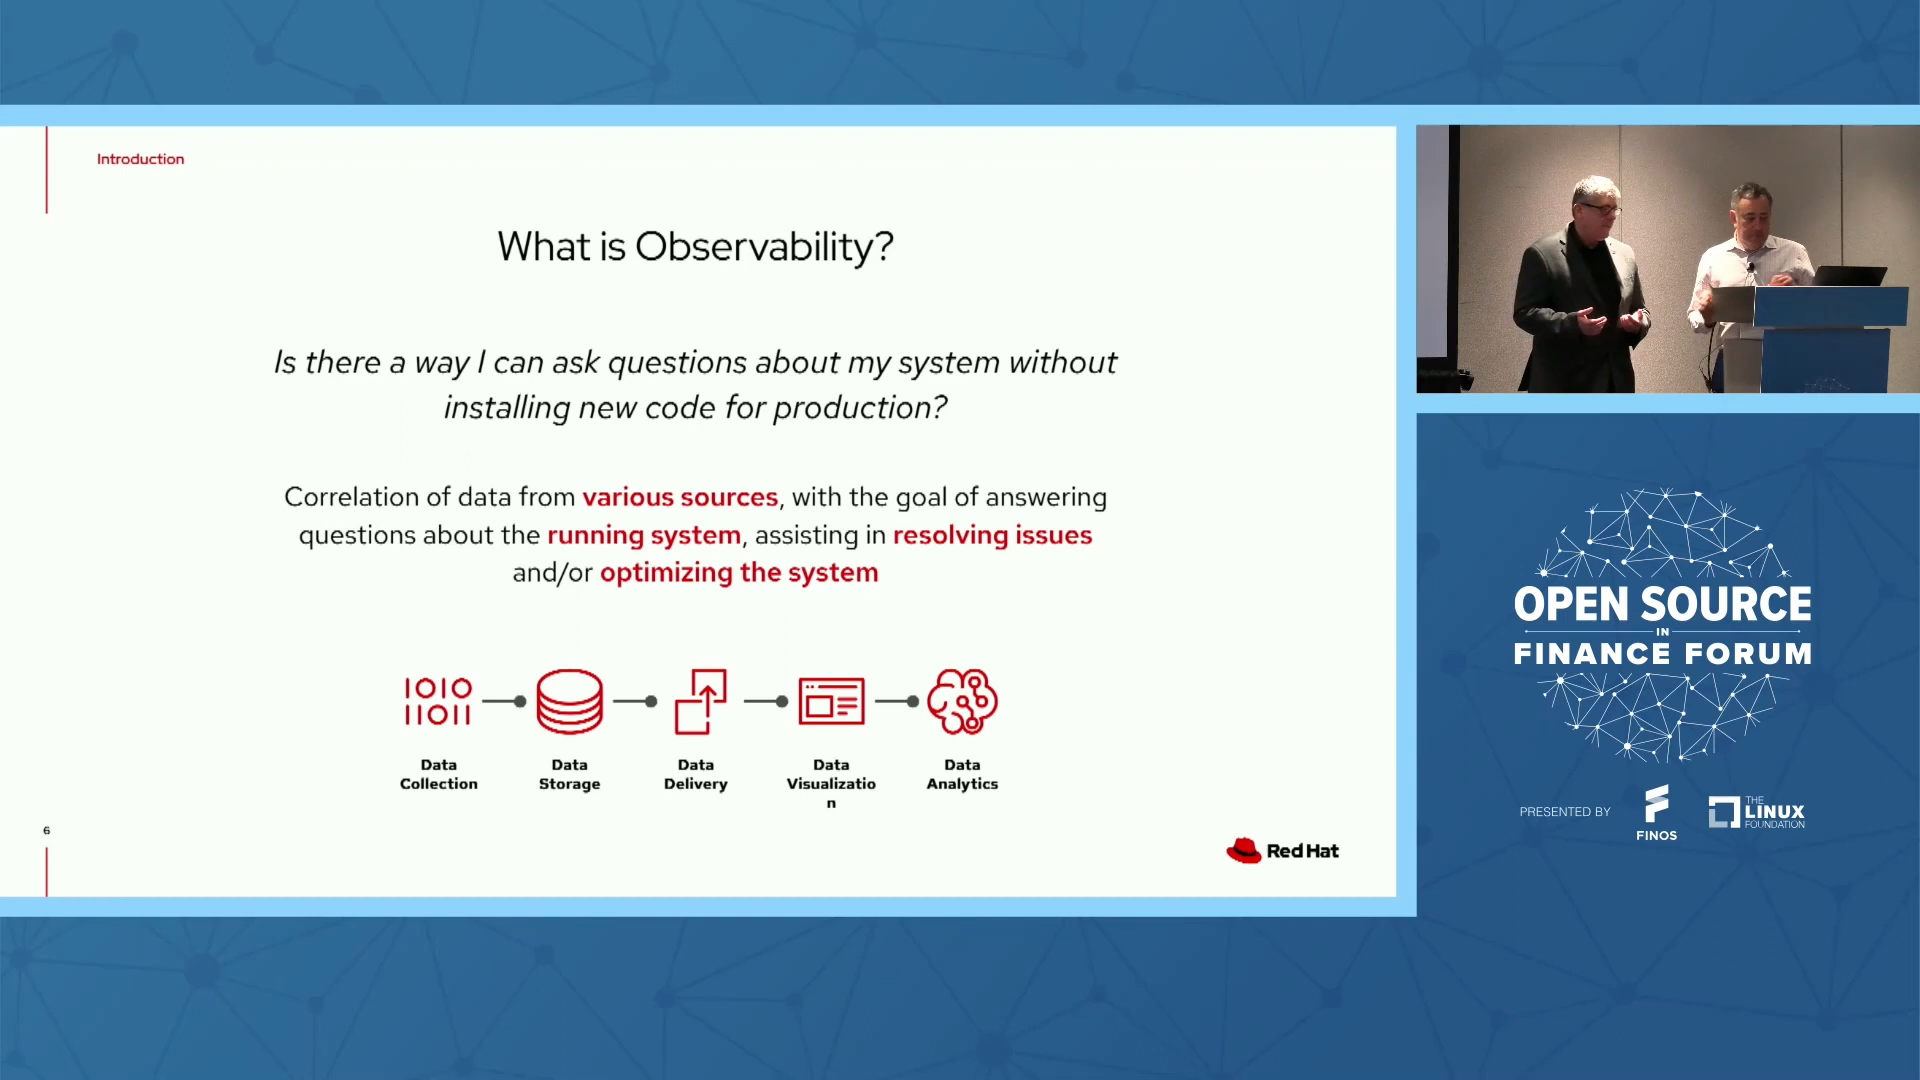 Introduction
What is Observability?
Is there a way I can ask questions about my system without
installing new code for production?
Correlation of data from various sources, with the goal of answering
questions about the running system, assisting in resolving issues
and/or optimizing the system
1010
11011
Data
Collection
Data
Storage
Data
Delivery
Data
Visualizatio
n
Data
Analytics
6
Red Hat
OPEN SOURCE
IN
FINANCE FORUM
PRESENTED BY
FINOS
THE
LINUX
FOUNDATION